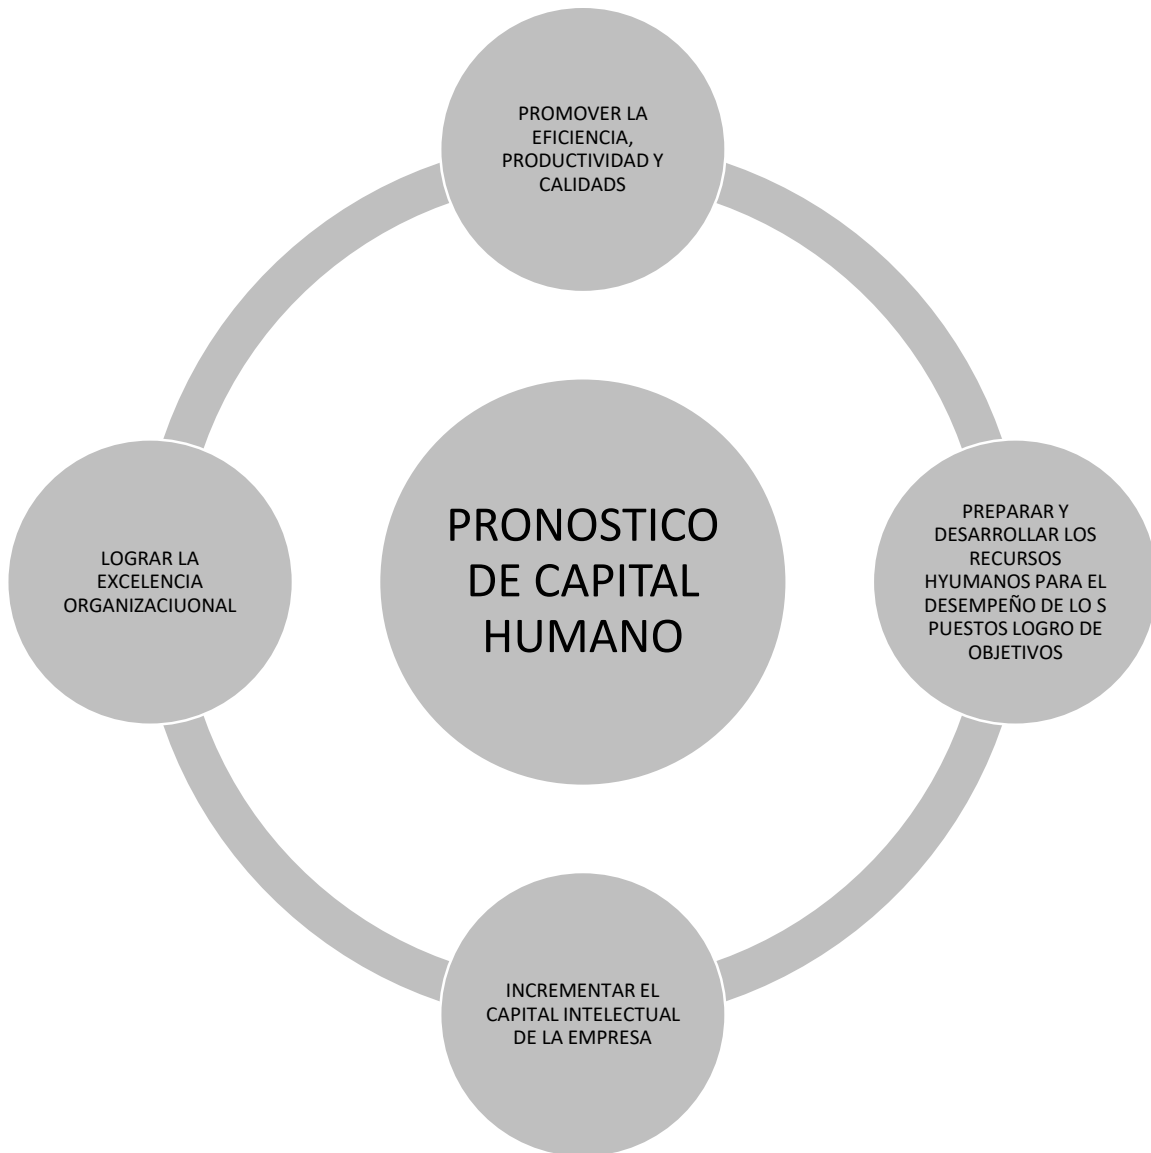 PROMOVER LA
EFICIENCIA,
PRODUCTIVIDAD Y
CALIDADS
PRONOSTICO
DE CAPITAL
HUMANO
PREPARAR Y
DESARROLLAR LOS
RECURSOS
HYUMANOS PARA EL
DESEMPEÑO DE LO S
PUESTOS LOGRO DE
OBJETIVOS
INCREMENTAR EL
CAPITAL INTELECTUAL
DE LA EMPRESA
LOGRAR LA
EXCELENCIA
ORGANIZACIUONAL